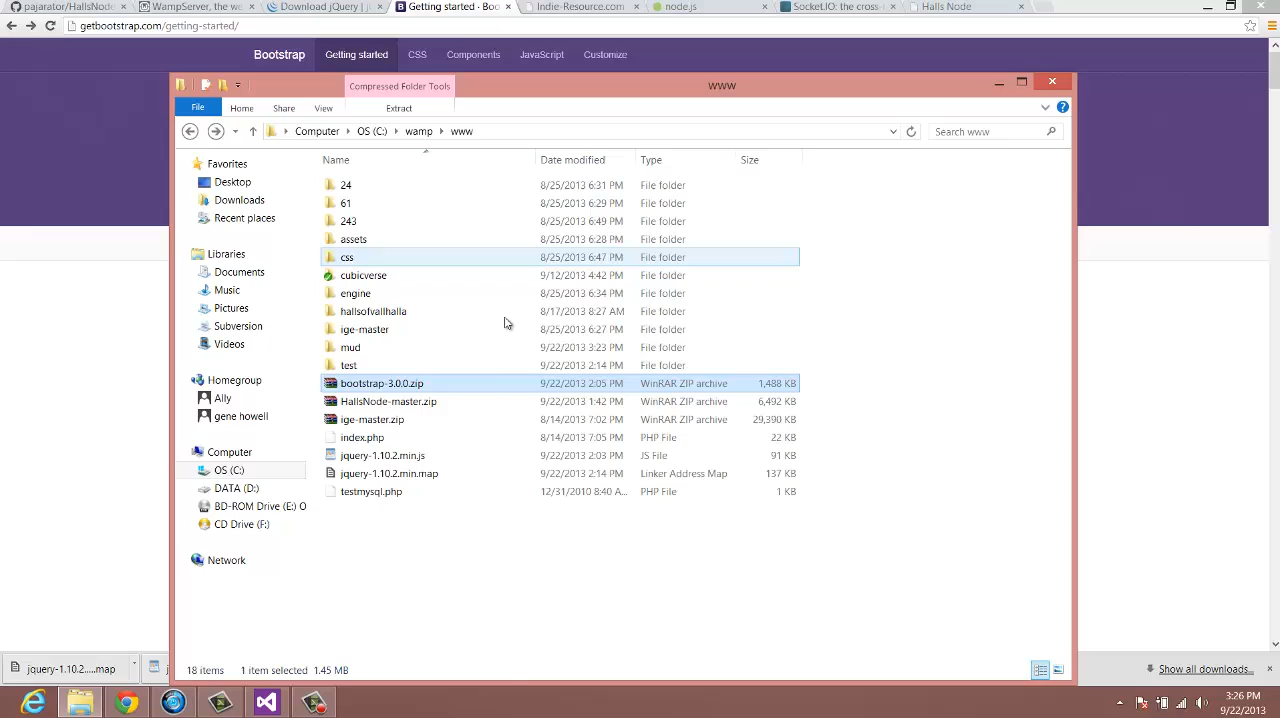 pajarator/HallsNode
WampServer, the wa
Download jQuery | j
Getting started · Boo
Indie-Resource.com
node.js
Socket.IO: the cross-
Halls Node
getbootstrap.com/getting-started/
Bootstrap Getting started CSS Components JavaScript Customize
Compressed Folder Tools
www
File Home Share View Extract
Computer OS (C:) wamp www
Search www
Name Date modified Type Size
Favorites
Desktop
Downloads
Recent places
Libraries
Documents
Music
Pictures
Subversion
Videos
Homegroup
Ally
gene howell
Computer
OS (C:)
DATA (D:)
BD-ROM Drive (E:) O
CD Drive (F:)
Network
24 8/25/2013 6:31 PM File folder
61 8/25/2013 6:29 PM File folder
243 8/25/2013 6:49 PM File folder
assets 8/25/2013 6:28 PM File folder
css 8/25/2013 6:47 PM File folder
cubicverse 9/12/2013 4:42 PM File folder
engine 8/25/2013 6:34 PM File folder
hallsofvallhalla 8/17/2013 8:27 AM File folder
ige-master 8/25/2013 6:27 PM File folder
mud 9/22/2013 3:23 PM File folder
test 9/22/2013 2:14 PM File folder
bootstrap-3.0.0.zip 9/22/2013 2:05 PM WinRAR ZIP archive 1,488 KB
HallsNode-master.zip 9/22/2013 1:42 PM WinRAR ZIP archive 6,492 KB
ige-master.zip 8/14/2013 7:02 PM WinRAR ZIP archive 29,390 KB
index.php 8/14/2013 7:05 PM PHP File 22 KB
jquery-1.10.2.min.js 9/22/2013 2:03 PM JS File 91 KB
jquery-1.10.2.min.map 9/22/2013 2:14 PM Linker Address Map 137 KB
testmysql.php 12/31/2010 8:40 A... PHP File 1 KB
18 items 1 item selected 1.45 MB
jquery-1.10.2.....map
Show all downloads...
3:26 PM
9/22/2013